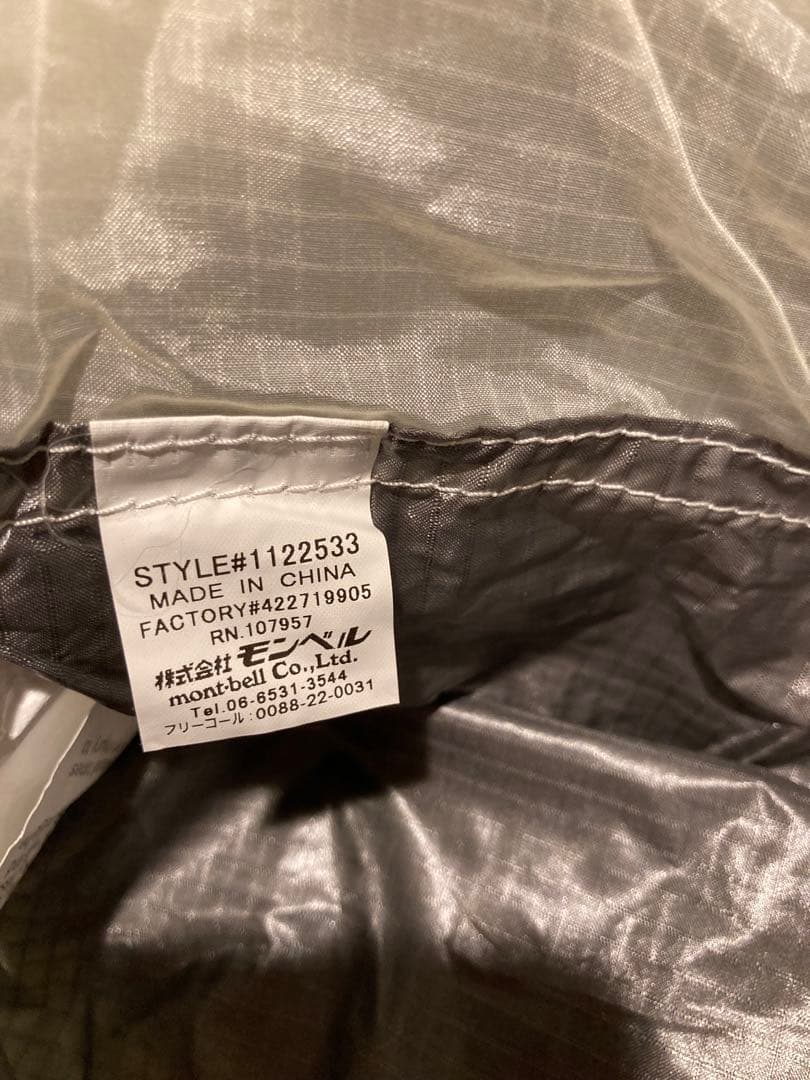 STYLE#1122533
MADE IN CHINA
FACTORY#422719905
RN.107957
株式会社 モンベル
mont-bell Co.,Ltd.
Tel.06-6531-3544
フリーコール:0088-22-0031